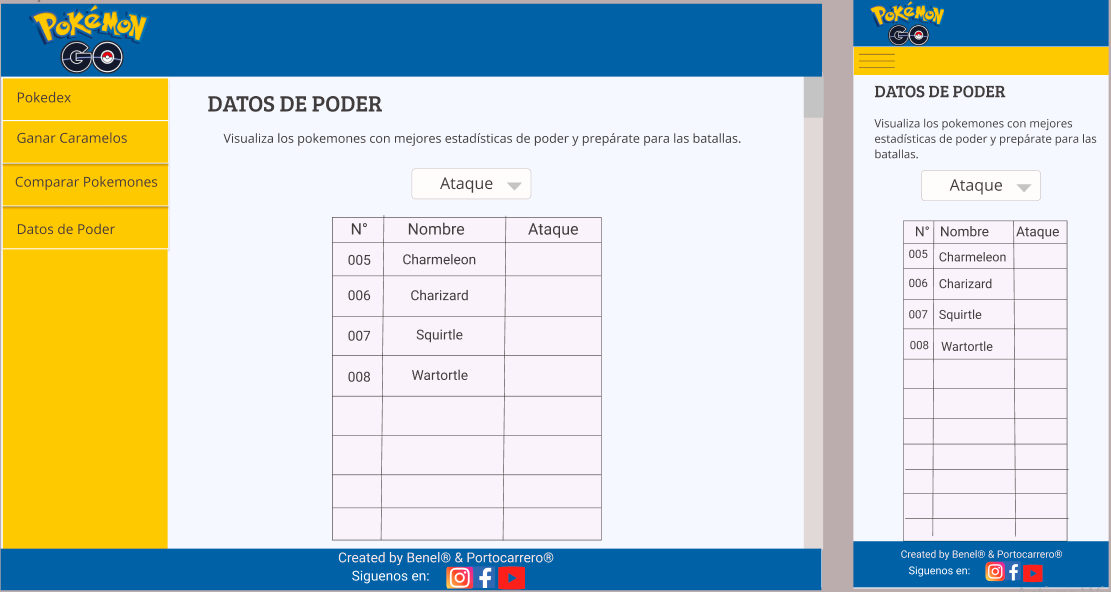 POKéMON
GO
Pokedex
Ganar Caramelos
Comparar Pokemones
Datos de Poder
DATOS DE PODER
Visualiza los pokemones con mejores estadísticas de poder y prepárate para las batallas.
Ataque
N° Nombre Ataque
005 Charmeleon
006 Charizard
007 Squirtle
008 Wartortle
Created by Benel® & Portocarrero®
Siguenos en:
POKéMON
GO
DATOS DE PODER
Visualiza los pokemones con mejores
estadísticas de poder y prepárate para las
batallas.
Ataque
N° Nombre Ataque
005 Charmeleon
006 Charizard
007 Squirtle
008 Wartortle
Created by Benel® & Portocarrero®
Siguenos en: